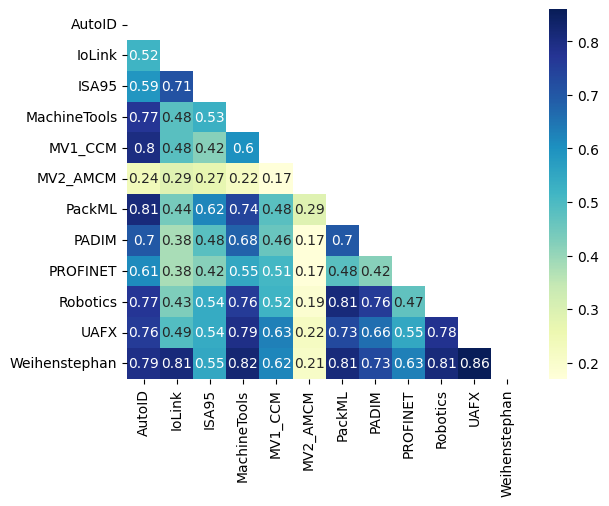 AutoID
IoLink 0.52
ISA95 0.59 0.71
MachineTools 0.77 0.48 0.53
MV1_CCM 0.8 0.48 0.42 0.6
MV2_AMCM 0.24 0.29 0.27 0.22 0.17
PackML 0.81 0.44 0.62 0.74 0.48 0.29
PADIM 0.7 0.38 0.48 0.68 0.46 0.17 0.7
PROFINET 0.61 0.38 0.42 0.55 0.51 0.17 0.48 0.42
Robotics 0.77 0.43 0.54 0.76 0.52 0.19 0.81 0.76 0.47
UAFX 0.76 0.49 0.54 0.79 0.63 0.22 0.73 0.66 0.55 0.78
Weihenstephan 0.79 0.81 0.55 0.82 0.62 0.21 0.81 0.73 0.63 0.81 0.86
AutoID
IoLink
ISA95
MachineTools
MV1_CCM
MV2_AMCM
PackML
PADIM
PROFINET
Robotics
UAFX
Weihenstephan
0.8
0.7
0.6
0.5
0.4
0.3
0.2